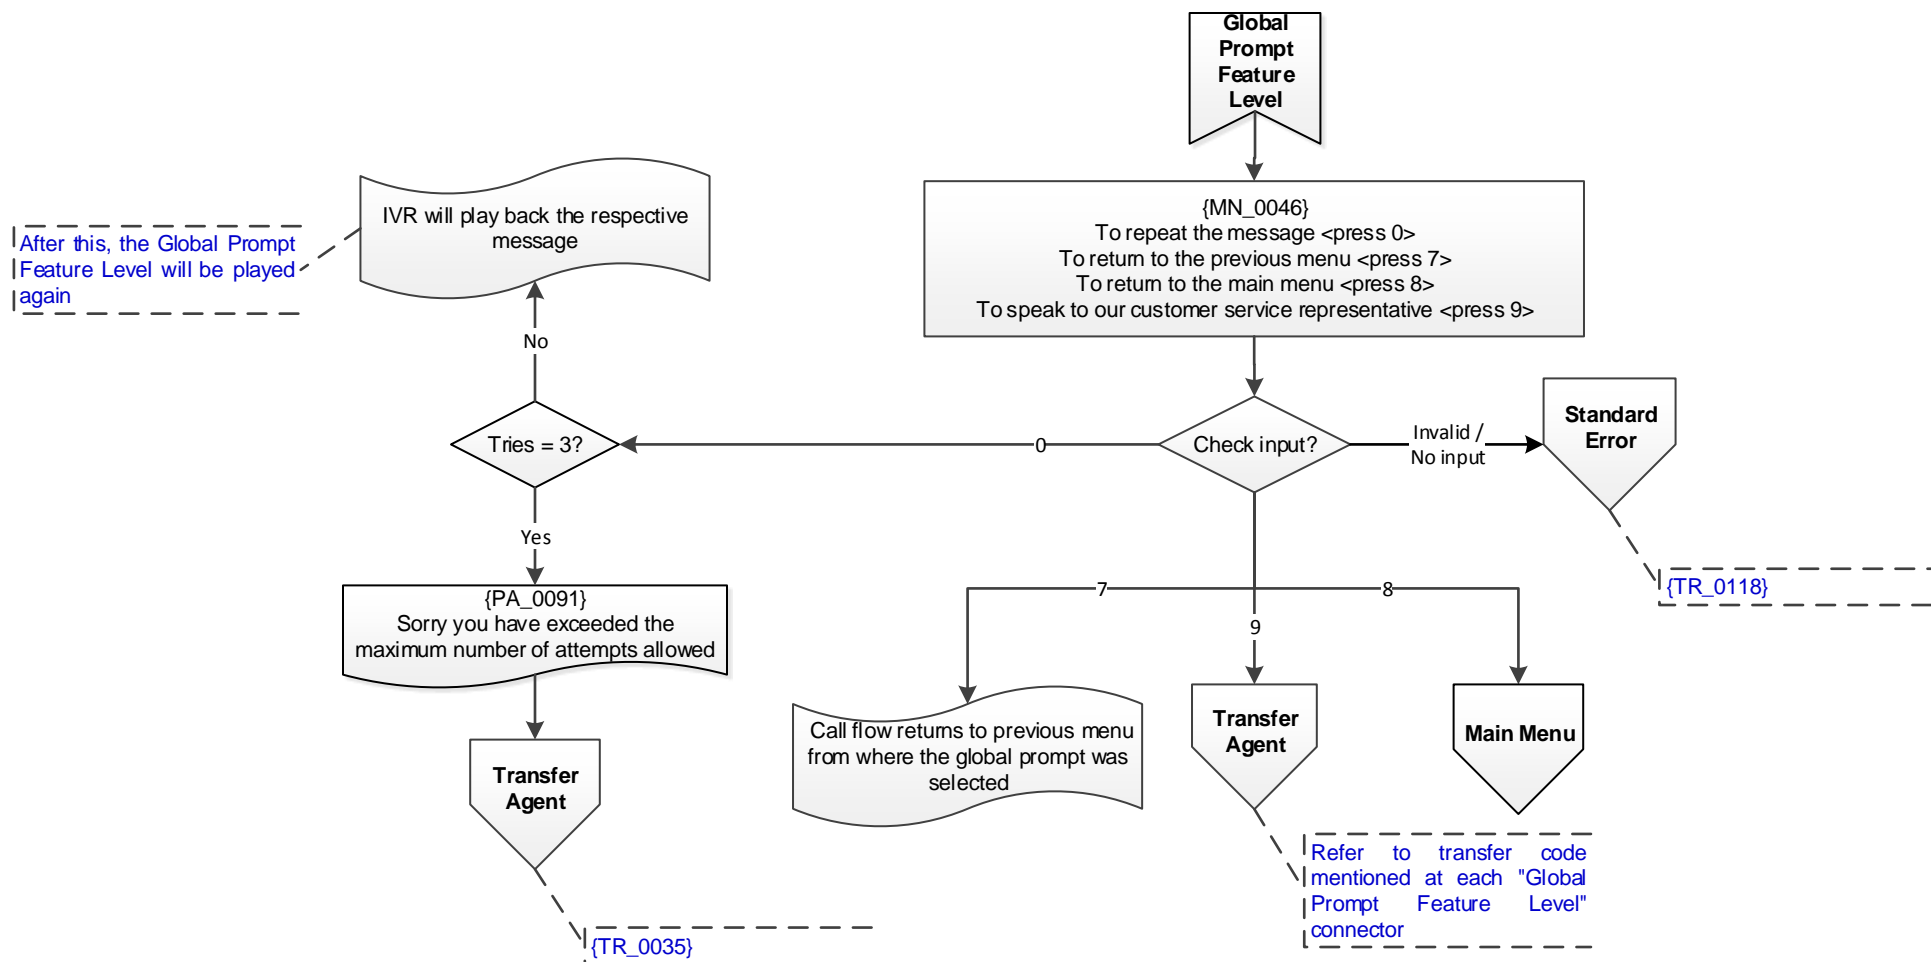 Global
Prompt
Feature
Level
{MN_0046}
To repeat the message <press 0>
To return to the previous menu <press 7>
To return to the main menu <press 8>
To speak to our customer service representative <press 9>
IVR will play back the respective
message
After this, the Global Prompt
Feature Level will be played
again
No
Tries = 3?
0
Check input?
Invalid /
No input
Standard
Error
{TR_0118}
Yes
{PA_0091}
Sorry you have exceeded the
maximum number of attempts allowed
Transfer
Agent
{TR_0035}
7
9
8
Call flow returns to previous menu
from where the global prompt was
selected
Transfer
Agent
Main Menu
Refer to transfer code
mentioned at each "Global
Prompt Feature Level"
connector